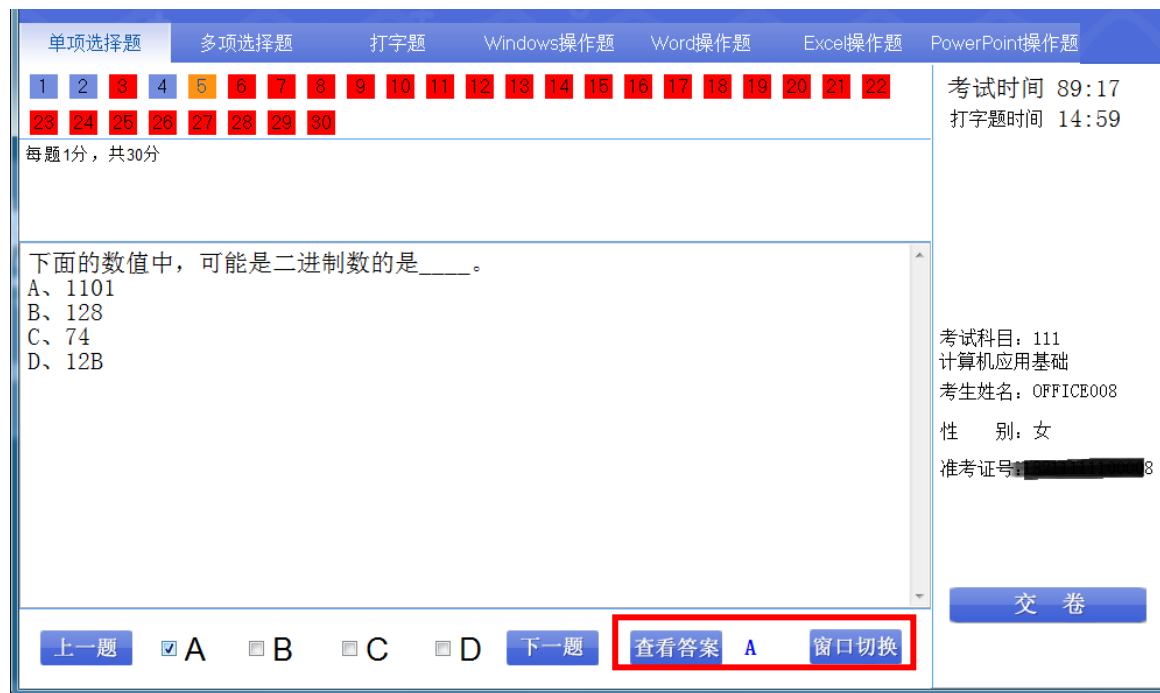 单项选择题 多项选择题 打字题 Windows操作题 Word操作题 Excel操作题 PowerPoint操作题
1 2 3 4 5 6 7 8 9 10 11 12 13 14 15 16 17 18 19 20 21 22
23 24 25 26 27 28 29 30
每题1分，共30分
下面的数值中，可能是二进制数的是____。
A、1101
B、128
C、74
D、12B
上一题 A B C D 下一题 查看答案 A 窗口切换
考试时间 89:17
打字题时间 14:59
考试科目：111
计算机应用基础
考生姓名：OFFICE008
性 别：女
准考证号: 8
交 卷